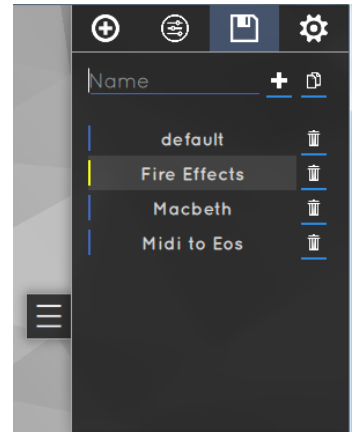 Name
default
Fire Effects
Macbeth
Midi to Eos